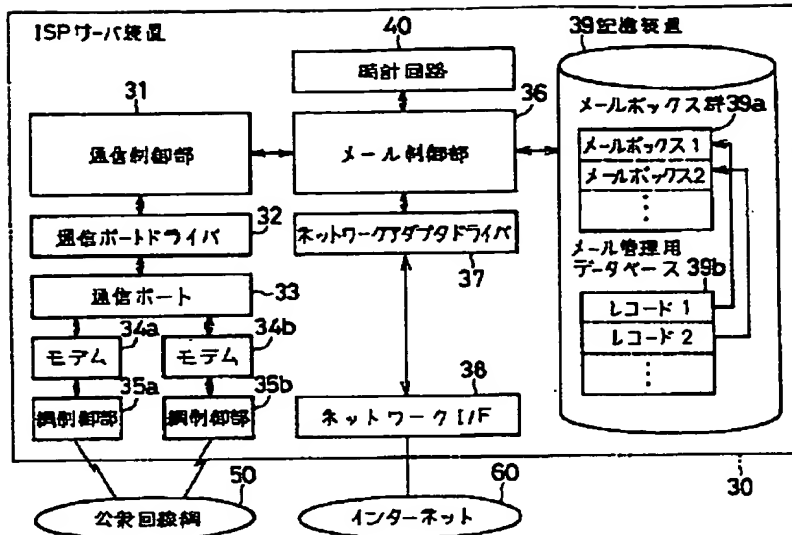 ISPサーバ装置
40
時計回路
39 記憶装置
31
36
通信制御部
メール制御部
メールボックス群 39a
メールボックス1
メールボックス2
⋮
32
通信ポートドライバ
ネットワークアダプタドライバ
37
メール管理用
データベース 39b
33
通信ポート
レコード 1
レコード 2
⋮
34a
34b
モデム
モデム
35a
35b
38
網制御部
網制御部
ネットワーク I/F
30
50
60
公衆回線網
インターネット